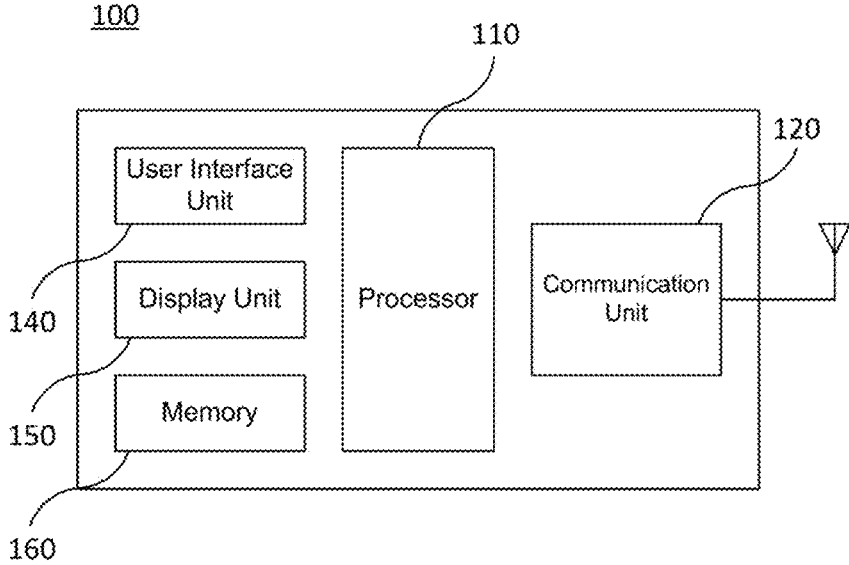 100
110
120
User Interface
Unit
Display Unit
Processor
Communication
Unit
140
Memory
150
160